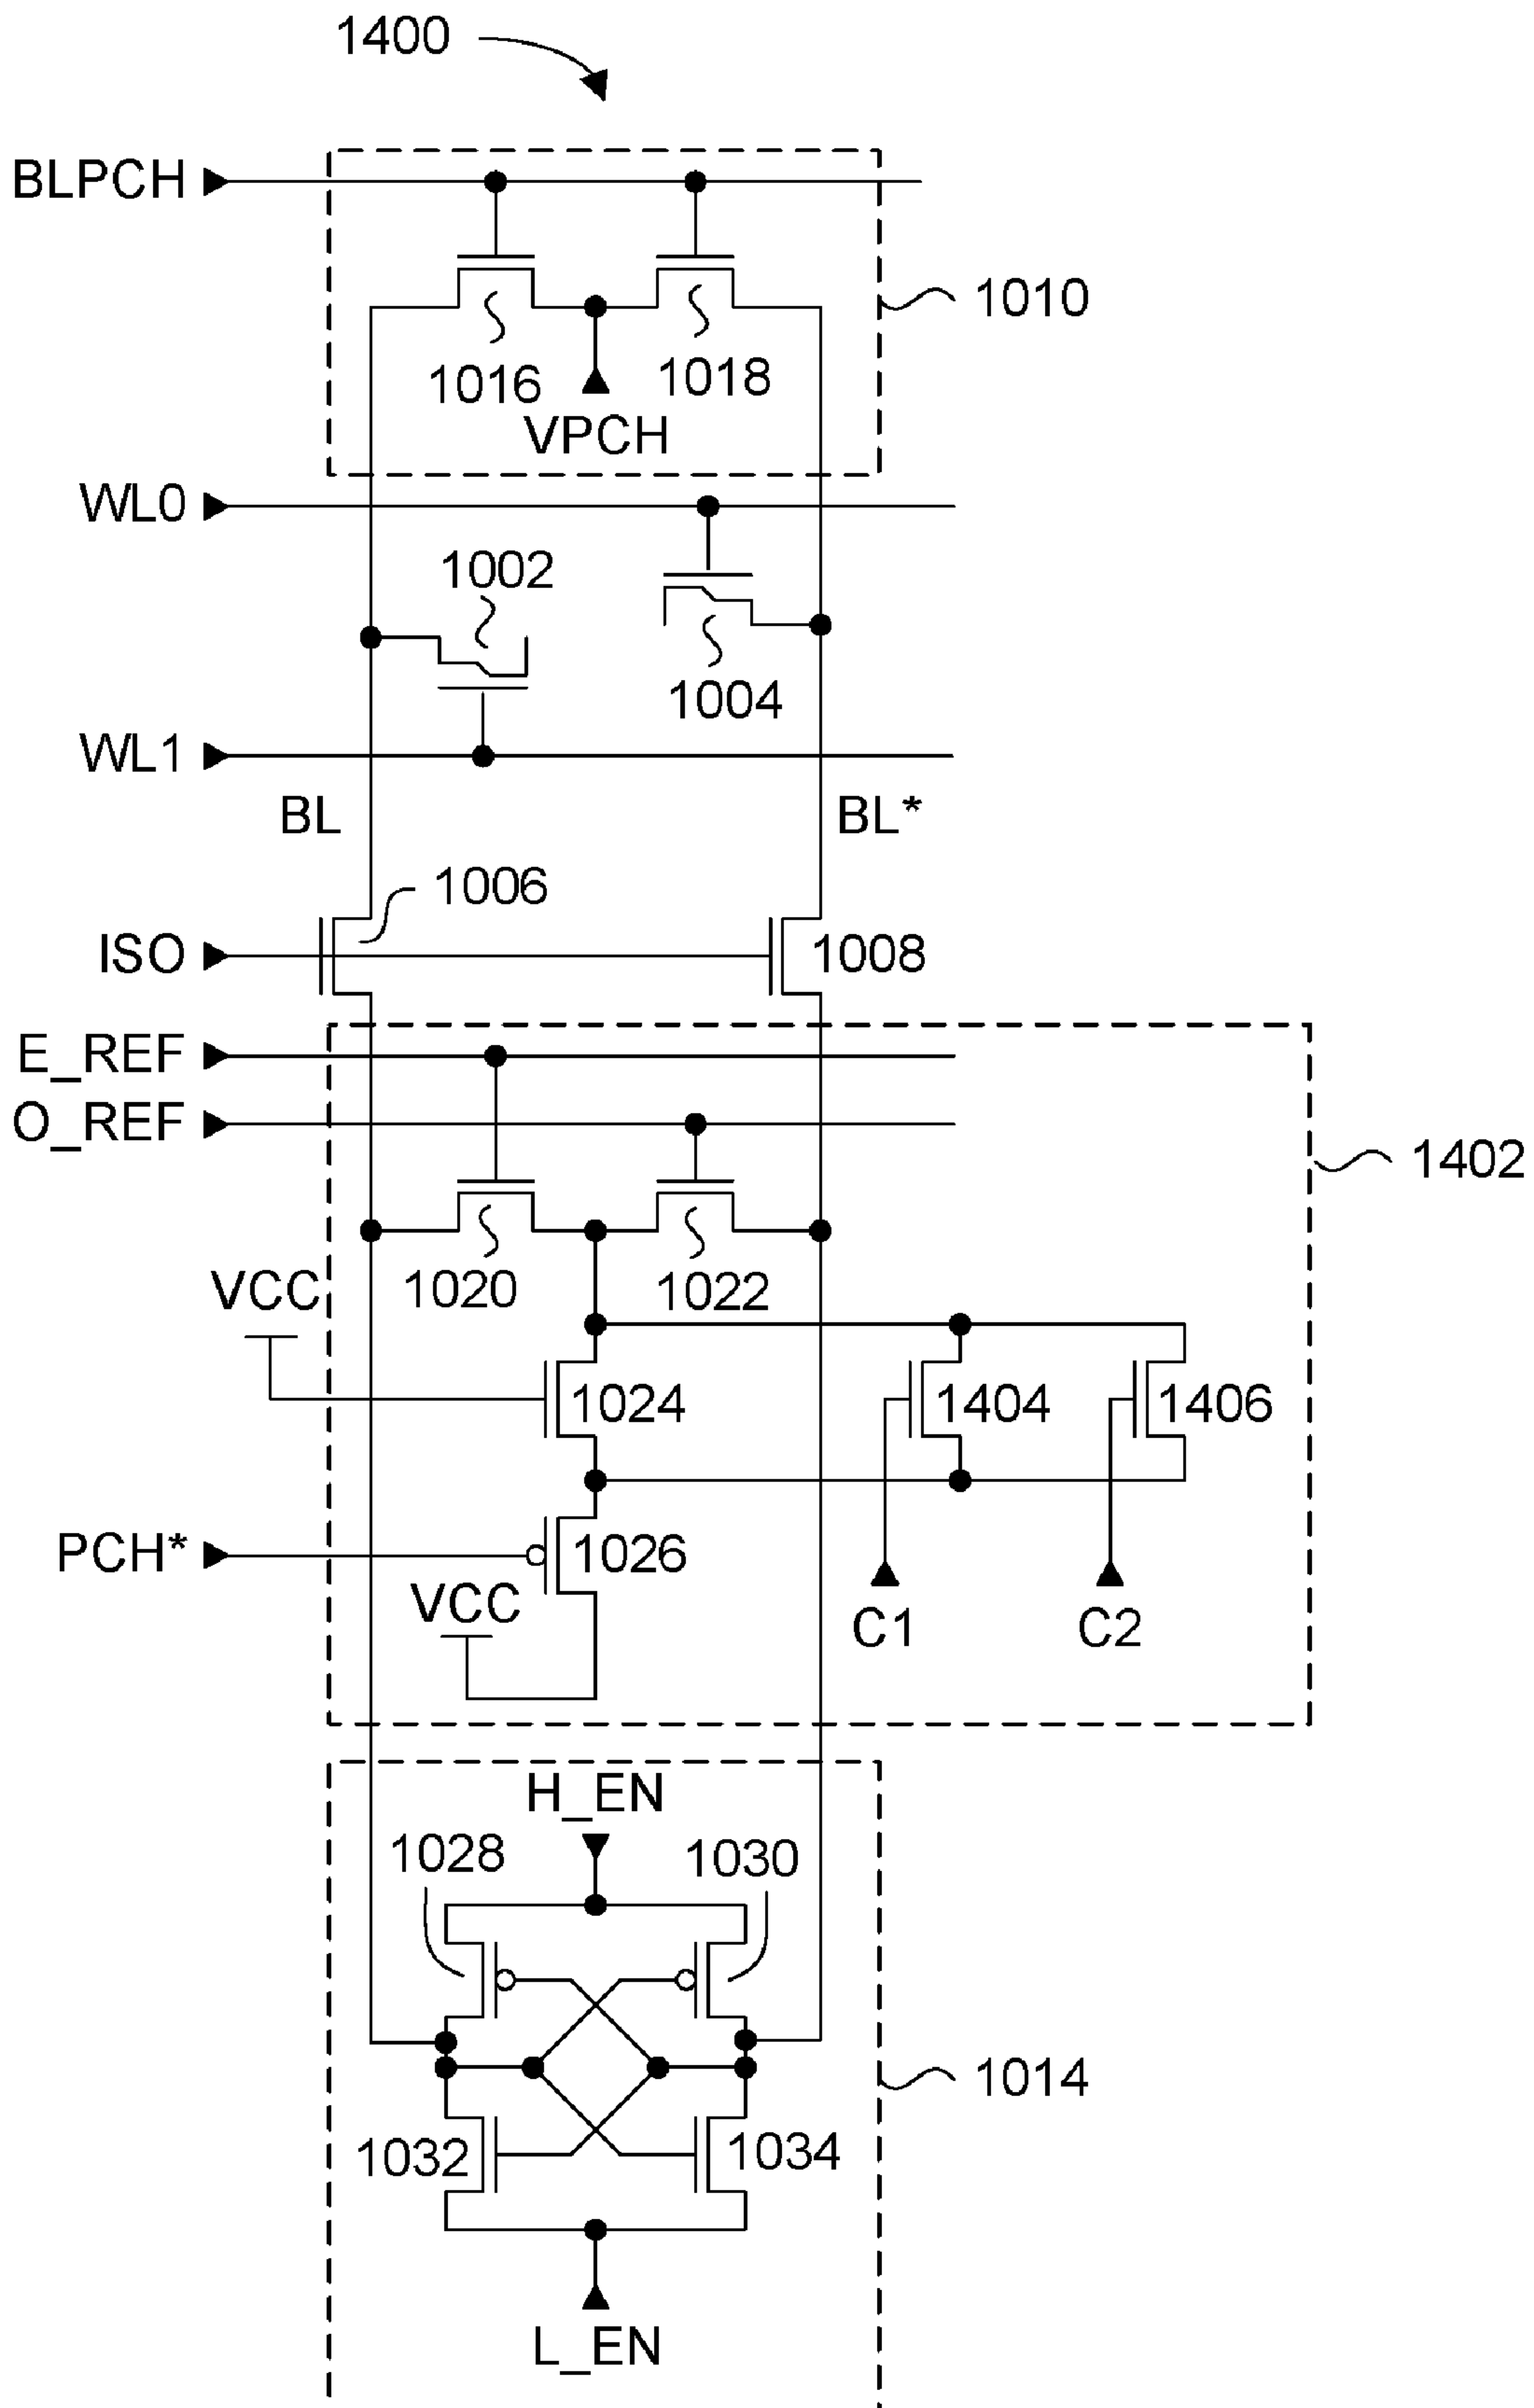 1400
BLPCH
1010
1016
1018
VPCH
WL0
1002
1004
WL1
BL
BL*
1006
ISO
1008
E_REF
O_REF
1402
1020
1022
VCC
1024
1404
1406
PCH*
1026
VCC
C1
C2
H_EN
1028
1030
1014
1032
1034
L_EN